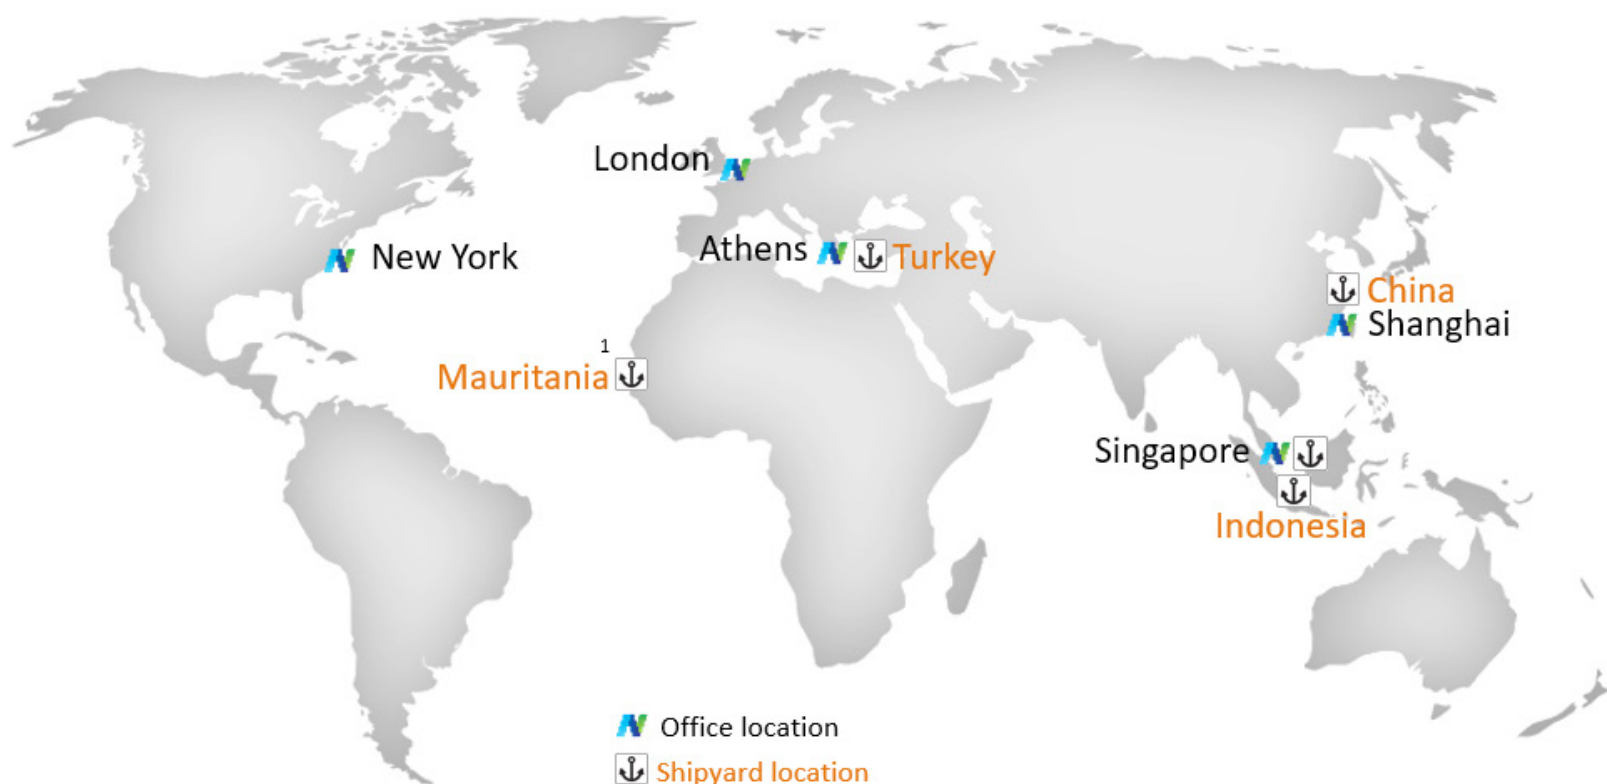 London
New York
Athens
Turkey
China
Shanghai
1
Mauritania
Singapore
Indonesia
Office location
Shipyard location